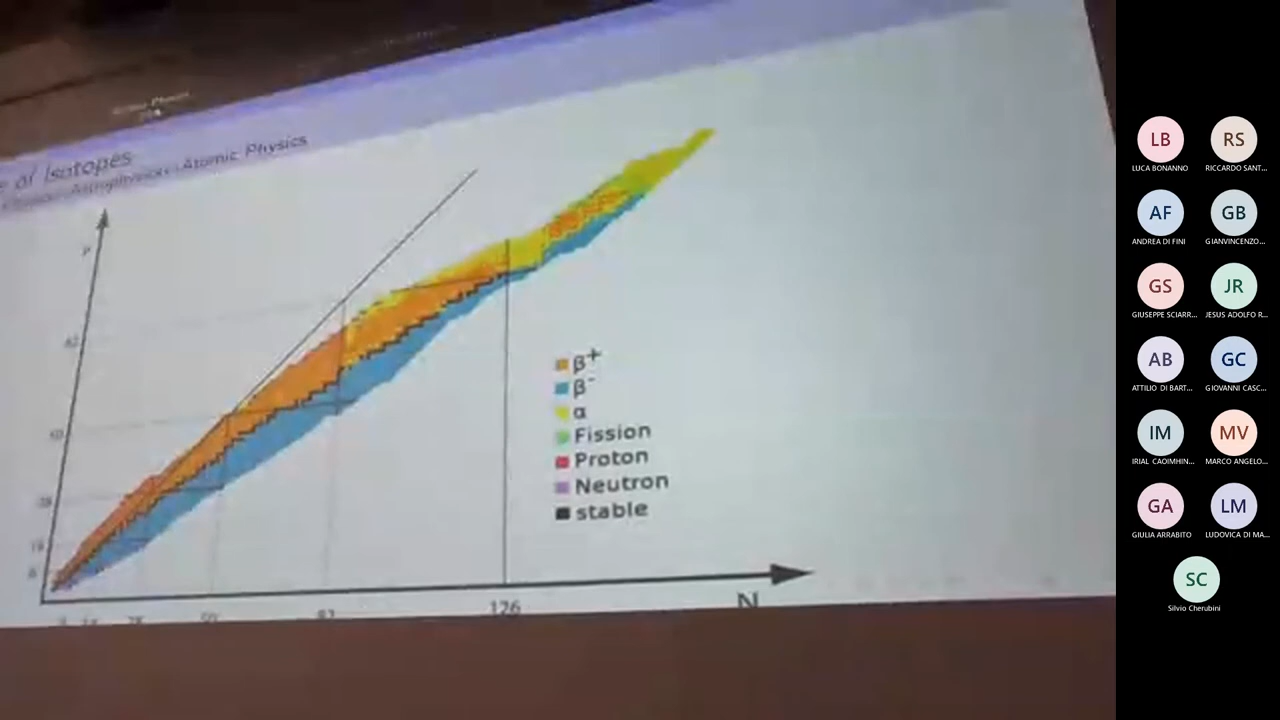 e of Isotopes
Atomic Physics
β+
β-
α
Fission
Proton
Neutron
stable
50
82
126
N
LB
RS
LUCA BONANNO
RICCARDO SANT...
AF
GB
ANDREA DI FINI
GIANVINCENZO...
GS
JR
GIUSEPPE SCIARR...
JESUS ADOLFO R...
AB
GC
ATTILIO DI BART...
GIOVANNI CASC...
IM
MV
IRIAL CAOIMHIN...
MARCO ANGELO...
GA
LM
GIULIA ARRABITO
LUDOVICA DI MA...
SC
Silvio Cherubini